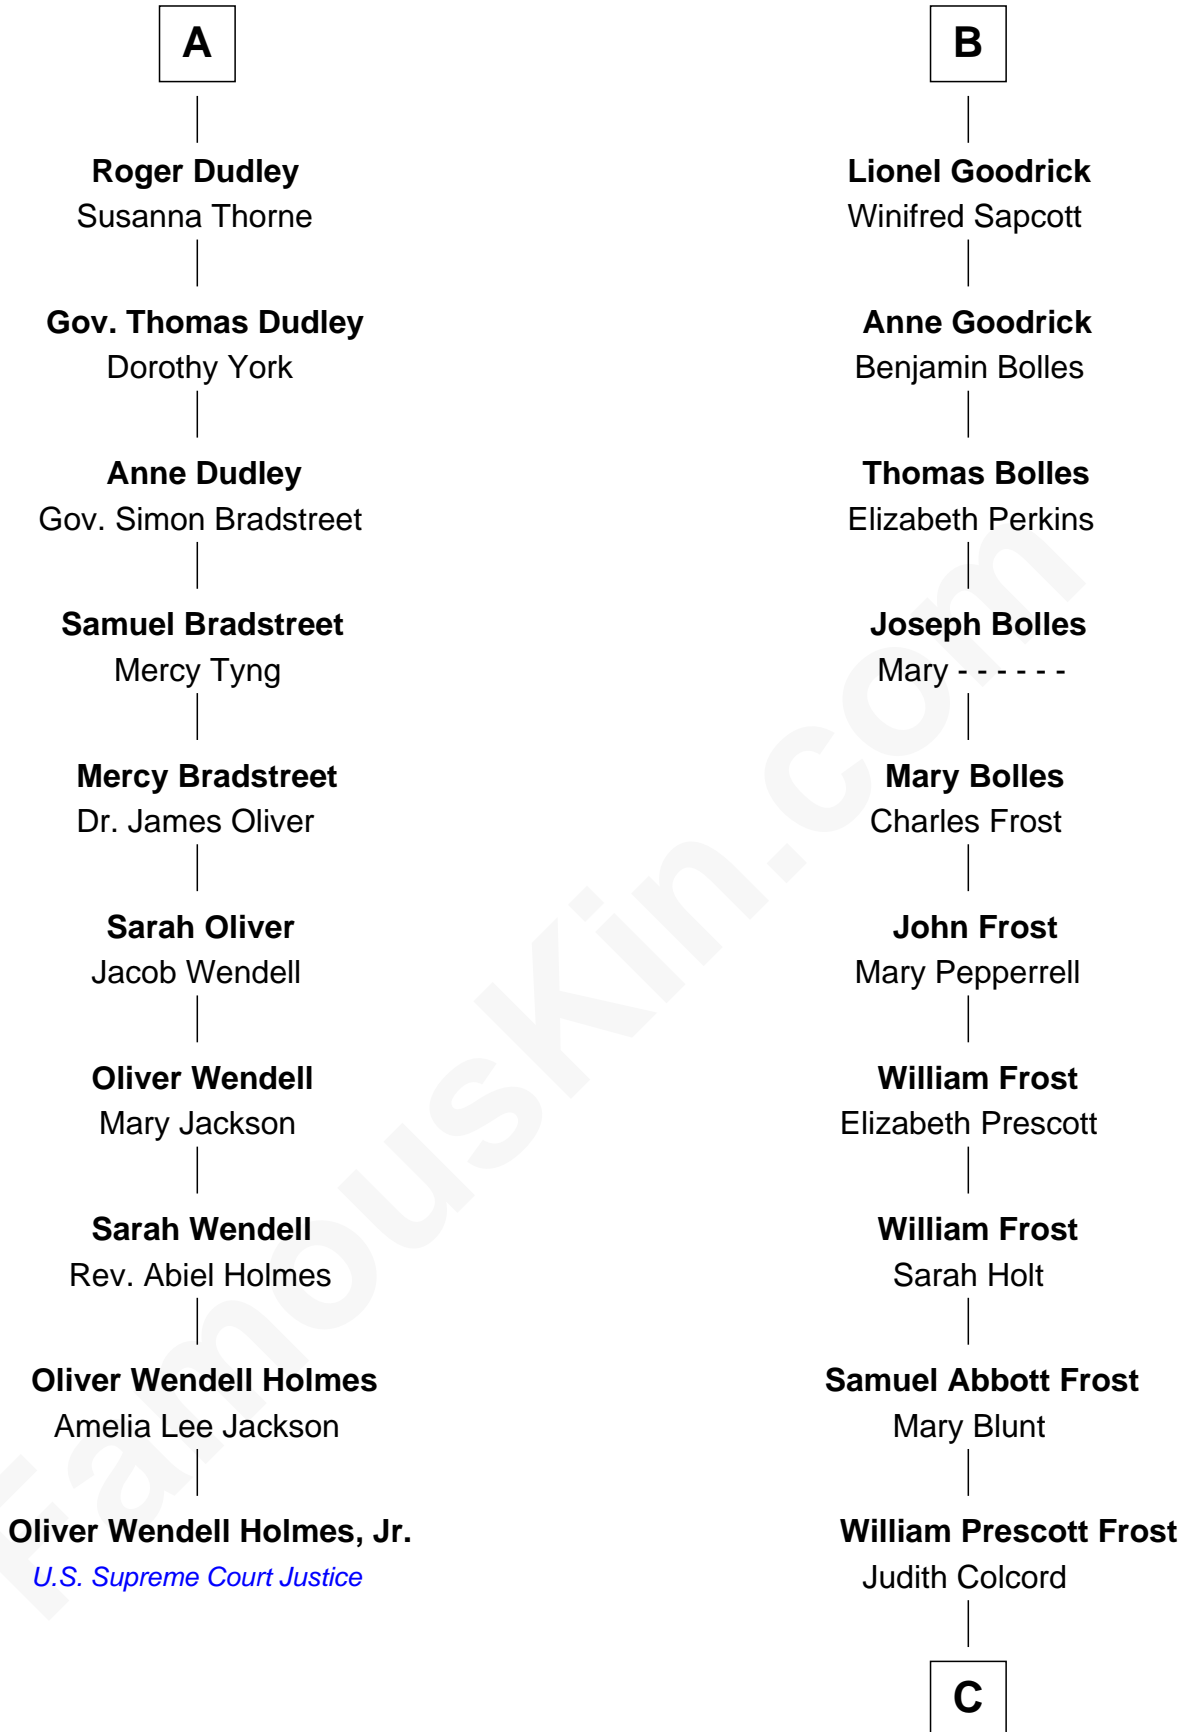 A
Roger Dudley
Susanna Thorne
Gov. Thomas Dudley
Dorothy York
Anne Dudley
Gov. Simon Bradstreet
Samuel Bradstreet
Mercy Tyng
Mercy Bradstreet
Dr. James Oliver
Sarah Oliver
Jacob Wendell
Oliver Wendell
Mary Jackson
Sarah Wendell
Rev. Abiel Holmes
Oliver Wendell Holmes
Amelia Lee Jackson
Oliver Wendell Holmes, Jr.
U.S. Supreme Court Justice
B
Lionel Goodrick
Winifred Sapcott
Anne Goodrick
Benjamin Bolles
Thomas Bolles
Elizabeth Perkins
Joseph Bolles
Mary - - - - - -
Mary Bolles
Charles Frost
John Frost
Mary Pepperrell
William Frost
Elizabeth Prescott
William Frost
Sarah Holt
Samuel Abbott Frost
Mary Blunt
William Prescott Frost
Judith Colcord
C
FamousKin.com